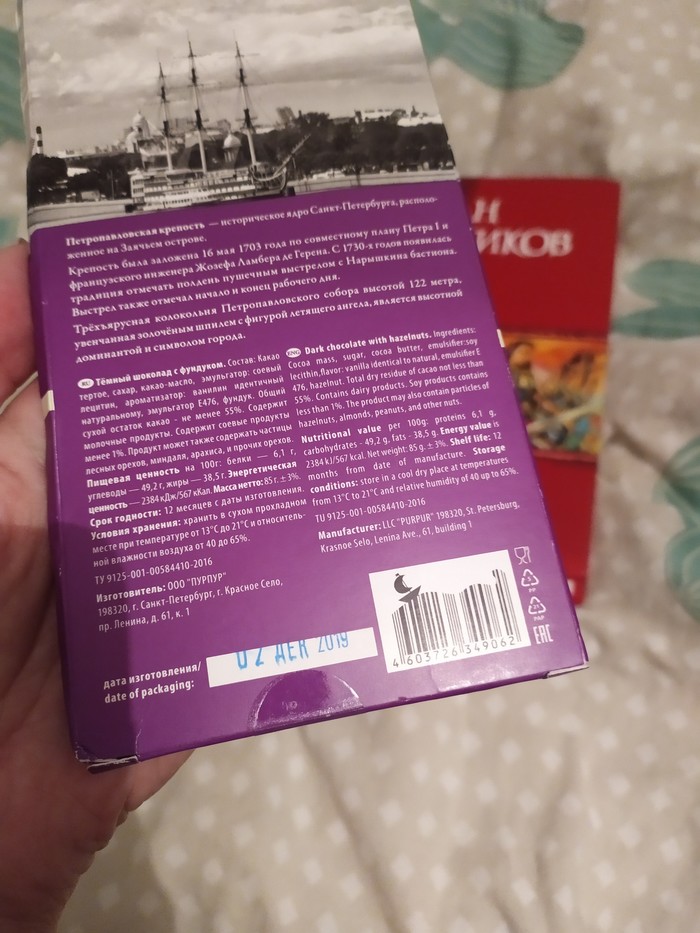 Петропавловская крепость — историческое ядро Санкт-Петербурга, располо-
женное на Заячьем острове.
Крепость была заложена 16 мая 1703 года по совместному плану Петра I и
французского инженера Жозефа Ламбера де Герена. С 1730-х годов появилась
традиция отмечать полдень пушечным выстрелом с Нарышкина бастиона.
Выстрел также отмечал начало и конец рабочего дня.
Трёхъярусная колокольня Петропавловского собора высотой 122 метра,
увенчанная золочёным шпилем с фигурой летящего ангела, является высотной
доминантой и символом города.
RU Тёмный шоколад с фундуком. Состав: Какао
тертое, сахар, какао-масло, эмульгатор: соевый
лецитин, ароматизатор: ванилин идентичный
натуральному, эмульгатор Е476, фундук. Общий
сухой остаток какао - не менее 55%. Содержит
молочные продукты. Содержит соевые продукты
менее 1%. Продукт может также содержать частицы
лесных орехов, миндаля, арахиса, и прочих орехов.
Пищевая ценность на 100г: белки — 6,1 г,
углеводы — 49,2 г, жиры — 38,5 г. Энергетическая
ценность — 2384 кДж/567 кКал. Масса нетто: 85 г. ± 3%.
Срок годности: 12 месяцев с даты изготовления.
Условия хранения: хранить в сухом прохладном
месте при температуре от 13°С до 21°С и относитель-
ной влажности воздуха от 40 до 65%.
ТУ 9125-001-00584410-2016
Изготовитель: ООО "ПУРПУР"
198320, г. Санкт-Петербург, г. Красное Село,
пр. Ленина, д. 61, к. 1
ENG Dark chocolate with hazelnuts. Ingredients:
Cocoa mass, sugar, cocoa butter, emulsifier:soy
lecithin,flavor: vanilla identical to natural, emulsifier E
476, hazelnut. Total dry residue of cacao not less than
55%. Contains dairy products. Soy products contains
less than 1%. The product may also contain particles of
hazelnuts, almonds, peanuts, and other nuts.
Nutritional value per 100g: proteins 6,1 g,
carbohydrates - 49,2 g, fats - 38,5 g. Energy value is
2384 kJ/567 kcal. Net weight: 85 g. ± 3%. Shelf life: 12
months from date of manufacture. Storage
conditions: store in a cool dry place at temperatures
from 13°C to 21°C and relative humidity of 40 up to 65%.
TU 9125-001-00584410-2016
Manufacturer: LLC "PURPUR" 198320, St. Petersburg,
Krasnoe Selo, Lenina Ave., 61, building 1
дата изготовления/
date of packaging:
02 ДЕК 2019
4 603726 349062
PP
PAP
EAC
Н
ИКОВ